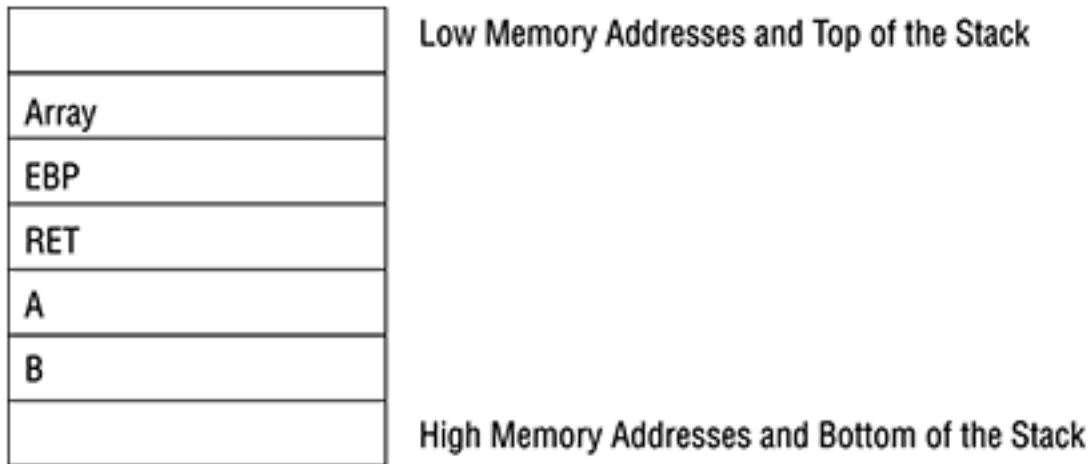 Low Memory Addresses and Top of the Stack
Array
EBP
RET
A
B
High Memory Addresses and Bottom of the Stack